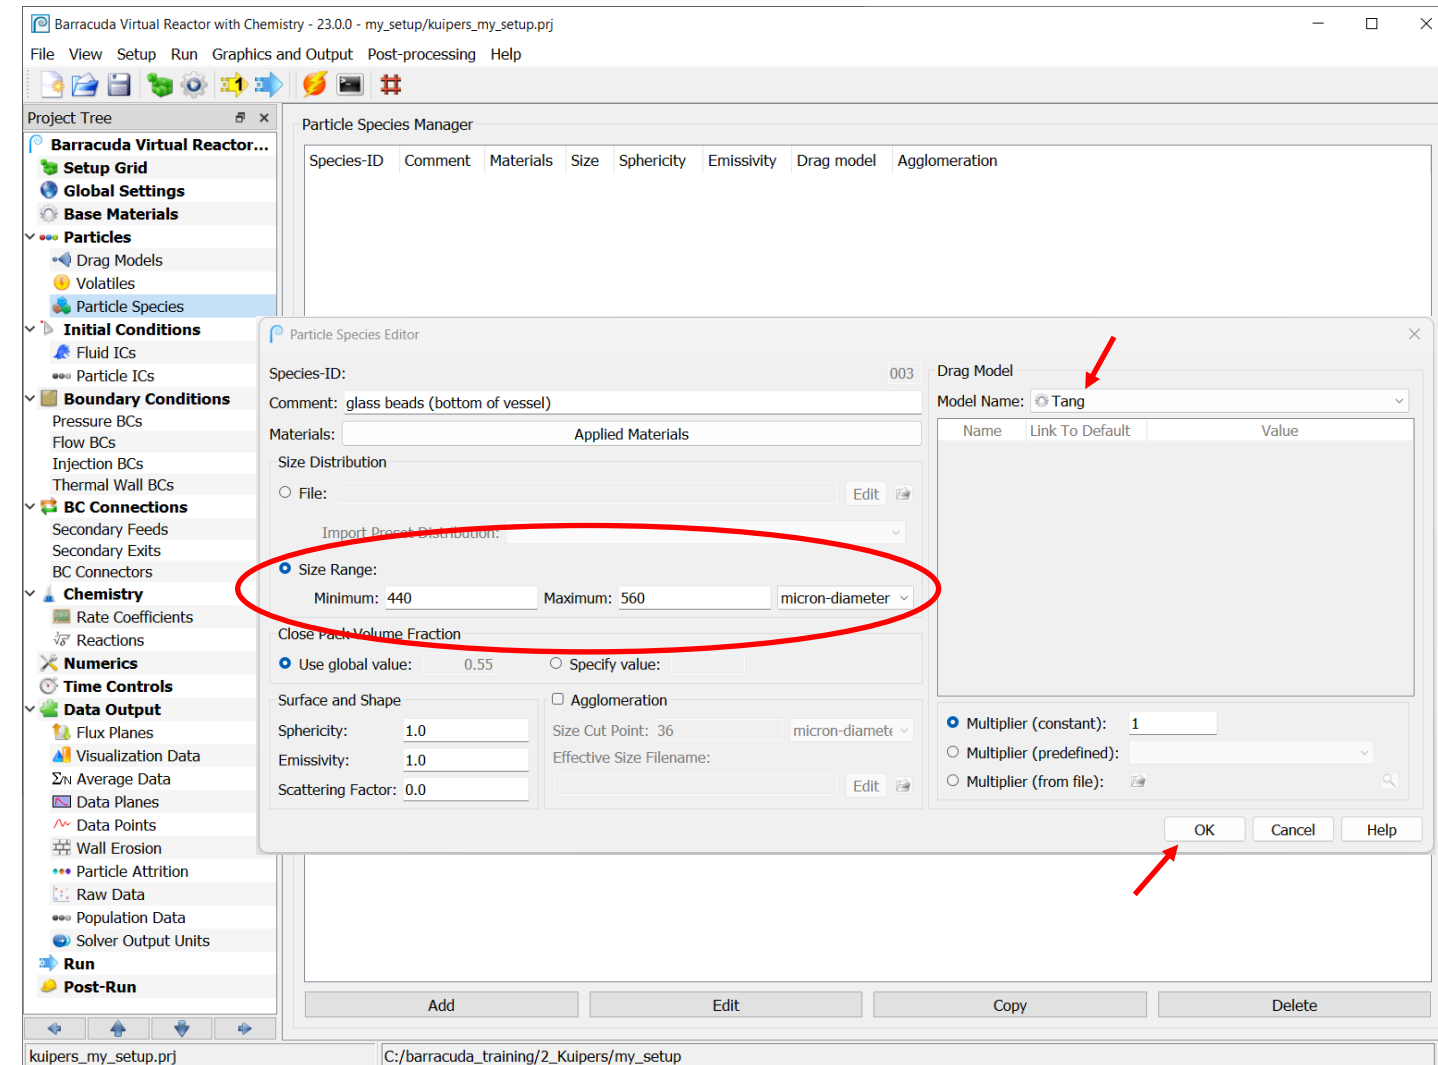 Barracuda Virtual Reactor with Chemistry - 23.0.0 - my_setup/kuipers_my_setup.prj
File View Setup Run Graphics and Output Post-processing Help
1
Project Tree
Barracuda Virtual Reactor...
Setup Grid
Global Settings
Base Materials
Particles
Drag Models
Volatiles
Particle Species
Initial Conditions
Fluid ICs
Particle ICs
Boundary Conditions
Pressure BCs
Flow BCs
Injection BCs
Thermal Wall BCs
BC Connections
Secondary Feeds
Secondary Exits
BC Connectors
Chemistry
Rate Coefficients
Reactions
Numerics
Time Controls
Data Output
Flux Planes
Visualization Data
Average Data
Data Planes
Data Points
Wall Erosion
Particle Attrition
Raw Data
Population Data
Solver Output Units
Run
Post-Run
Particle Species Manager
Species-ID Comment Materials Size Sphericity Emissivity Drag model Agglomeration
Particle Species Editor
Species-ID: 003
Comment: glass beads (bottom of vessel)
Materials: Applied Materials
Size Distribution
File: Edit
Import Preset Distribution:
Size Range:
Minimum: 440 Maximum: 560 micron-diameter
Close Pack Volume Fraction
Use global value: 0.55 Specify value:
Surface and Shape
Sphericity: 1.0
Emissivity: 1.0
Scattering Factor: 0.0
Agglomeration
Size Cut Point: 36 micron-diamete
Effective Size Filename:
Edit
Drag Model
Model Name: Tang
Name Link To Default Value
Multiplier (constant): 1
Multiplier (predefined):
Multiplier (from file):
OK Cancel Help
Add Edit Copy Delete
kuipers_my_setup.prj C:/barracuda_training/2_Kuipers/my_setup